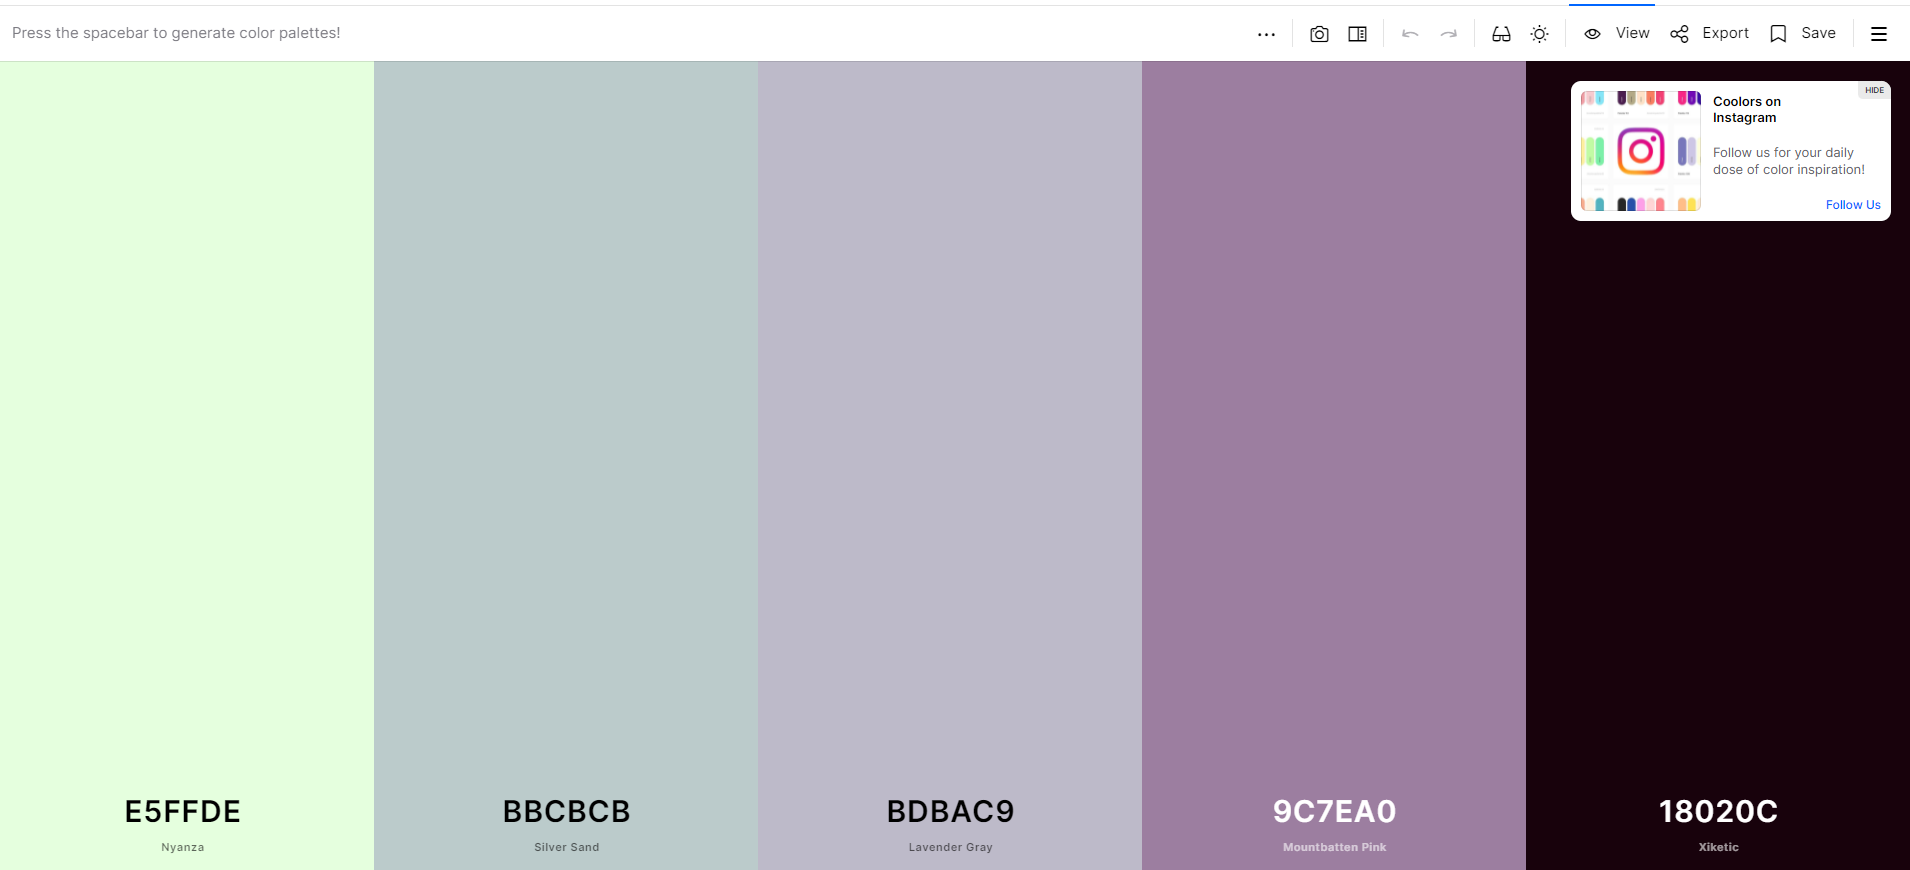 Press the spacebar to generate color palettes!
View
Export
Save
HIDE
Coolors on
Instagram
Follow us for your daily
dose of color inspiration!
Follow Us
E5FFDE
Nyanza
BBCBCB
Silver Sand
BDBAC9
Lavender Gray
9C7EA0
Mountbatten Pink
18020C
Xiketic